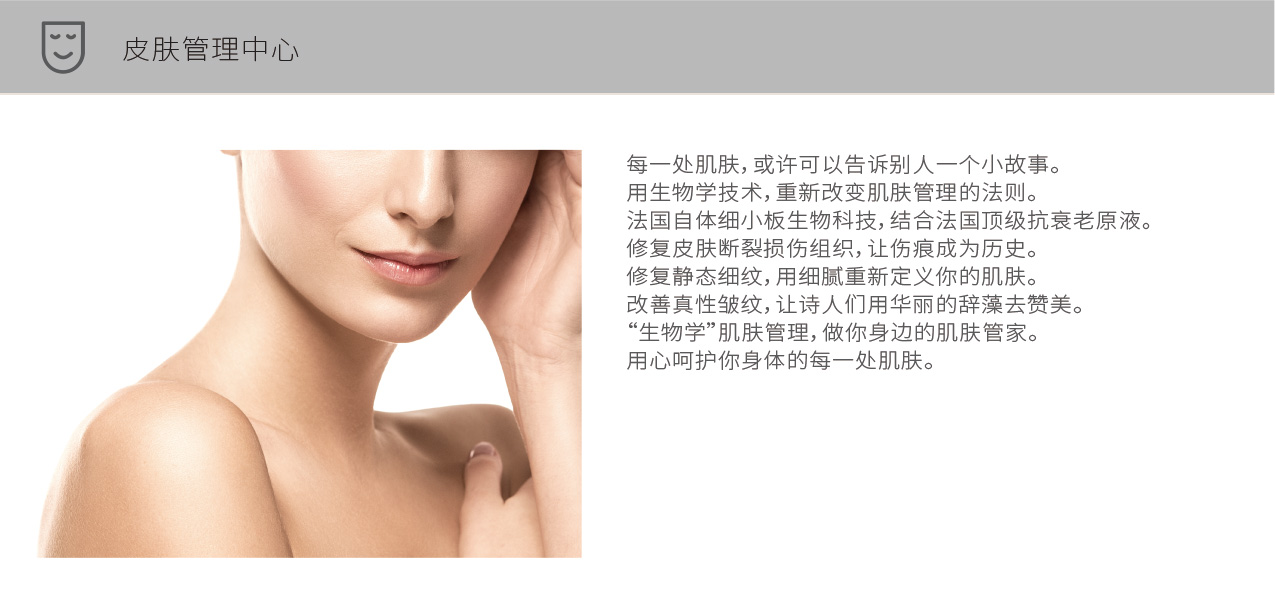 皮肤管理中心
每一处肌肤，或许可以告诉别人一个小故事。
用生物学技术，重新改变肌肤管理的法则。
法国自体细小板生物科技，结合法国顶级抗衰老原液。
修复皮肤断裂损伤组织，让伤痕成为历史。
修复静态细纹，用细腻重新定义你的肌肤。
改善真性皱纹，让诗人们用华丽的辞藻去赞美。
“生物学”肌肤管理，做你身边的肌肤管家。
用心呵护你身体的每一处肌肤。